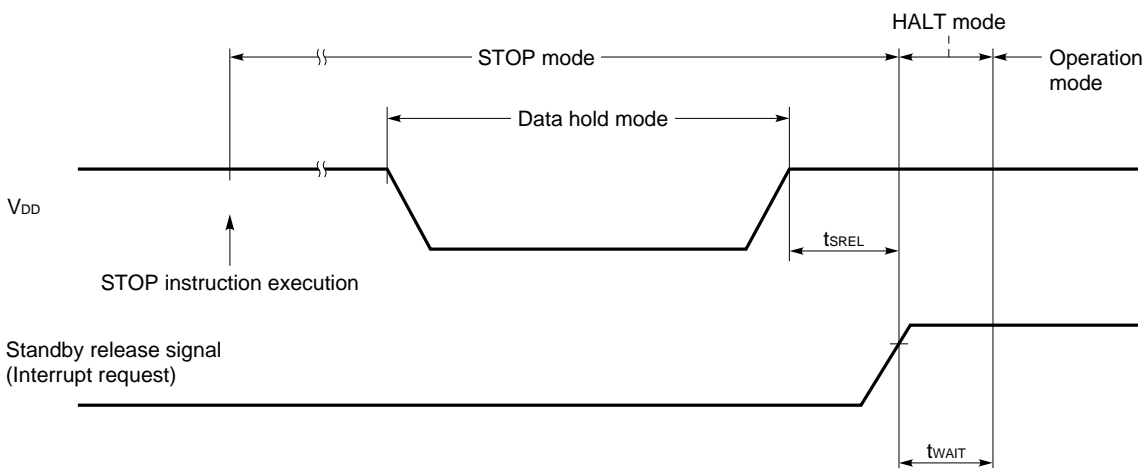 HALT mode
STOP mode
Operation
mode
Data hold mode
VDD
tSREL
STOP instruction execution
Standby release signal
(Interrupt request)
tWAIT